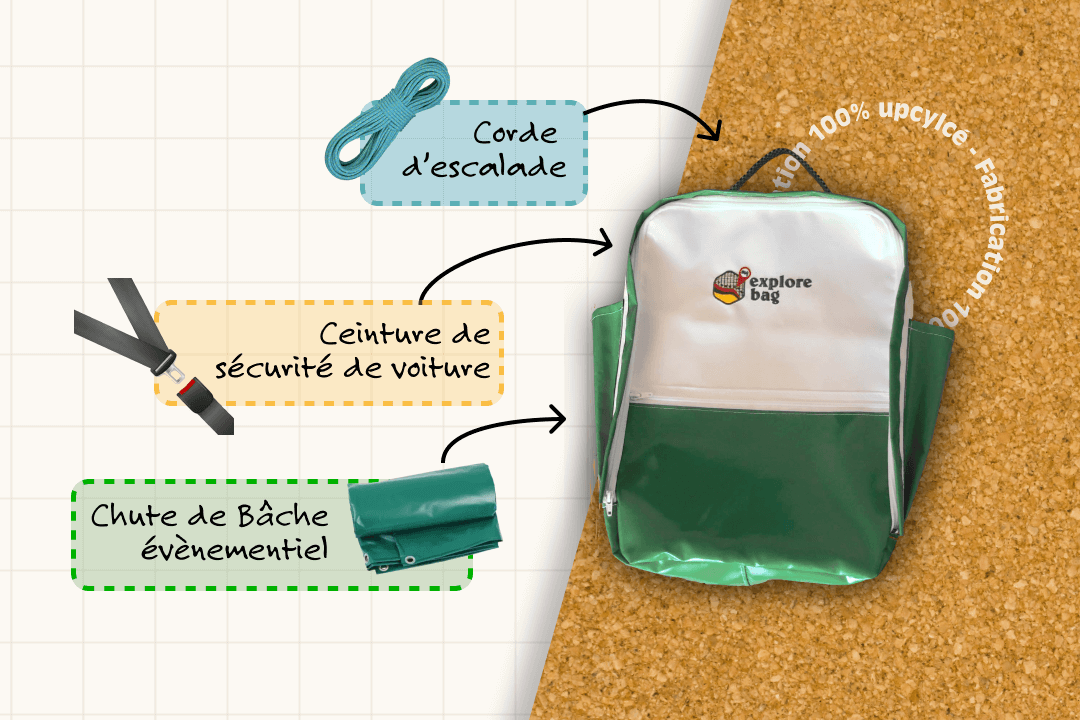 Corde
d'escalade
Ceinture de
sécurité de voiture
Chute de Bâche
évènementiel
explore
bag
tion 100% upcylcé - Fabrication 100